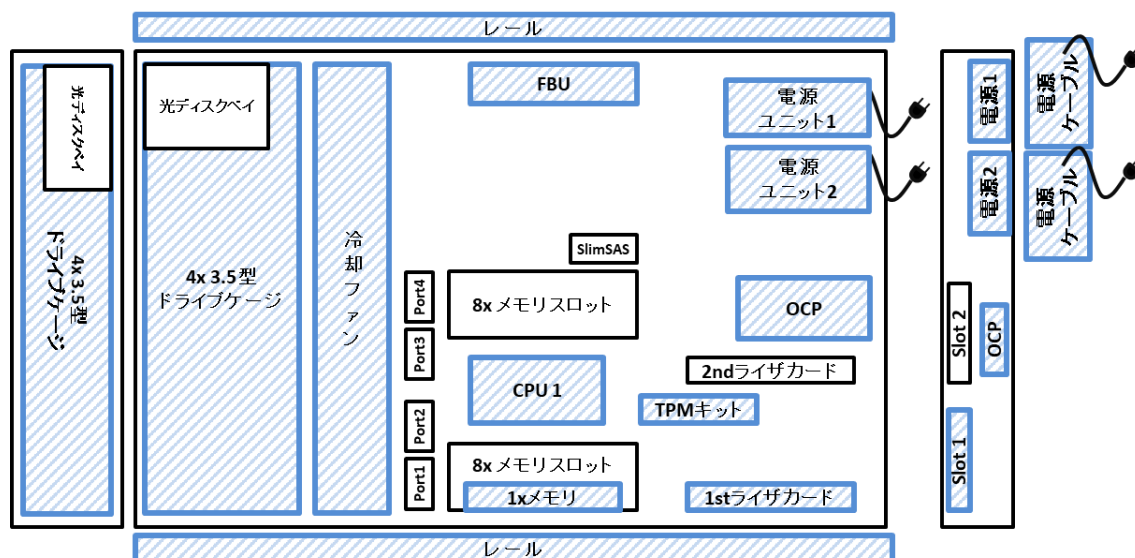 レール
光ディスクベイ
4x 3.5型
ドライブケージ
光ディスクベイ
4x 3.5型
ドライブケージ
冷却ファン
FBU
電源
ユニット1
電源
ユニット2
SlimSAS
Port4
Port3
Port2
Port1
8x メモリスロット
CPU 1
8x メモリスロット
1xメモリ
OCP
2ndライザカード
TPMキット
1stライザカード
電源1
電源2
Slot 2
OCP
Slot 1
電源
ケーブル
電源
ケーブル
レール